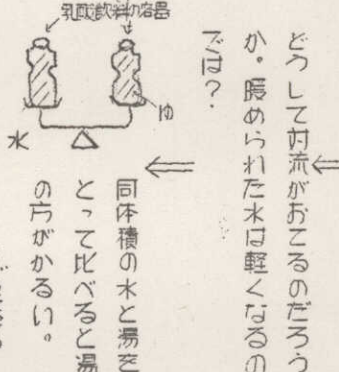 どうして対流がおこるのだろう
か。暖められた水は軽くなるの
では？
乳酸飲料の容器
ゆ
水
同体積の水と湯を
とって比べると湯
の方がかるい。